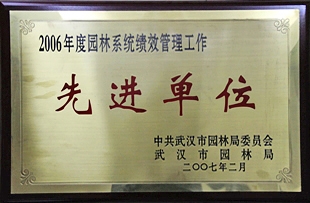 2006年度园林系统绩效管理工作
先进单位
中共武汉市园林局委员会
武汉市园林局
二〇〇七年二月